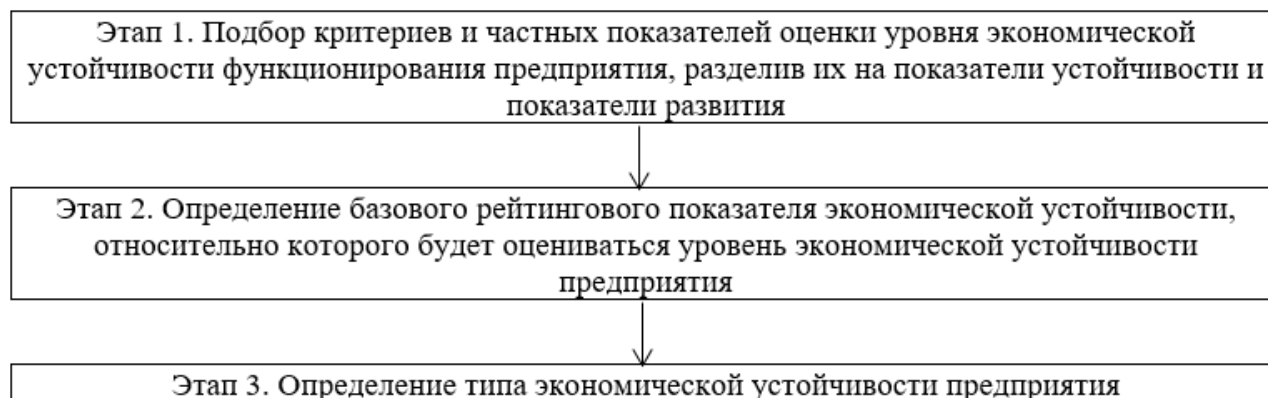 Этап 1. Подбор критериев и частных показателей оценки уровня экономической
устойчивости функционирования предприятия, разделив их на показатели устойчивости и
показатели развития
Этап 2. Определение базового рейтингового показателя экономической устойчивости,
относительно которого будет оцениваться уровень экономической устойчивости
предприятия
Этап 3. Определение типа экономической устойчивости предприятия